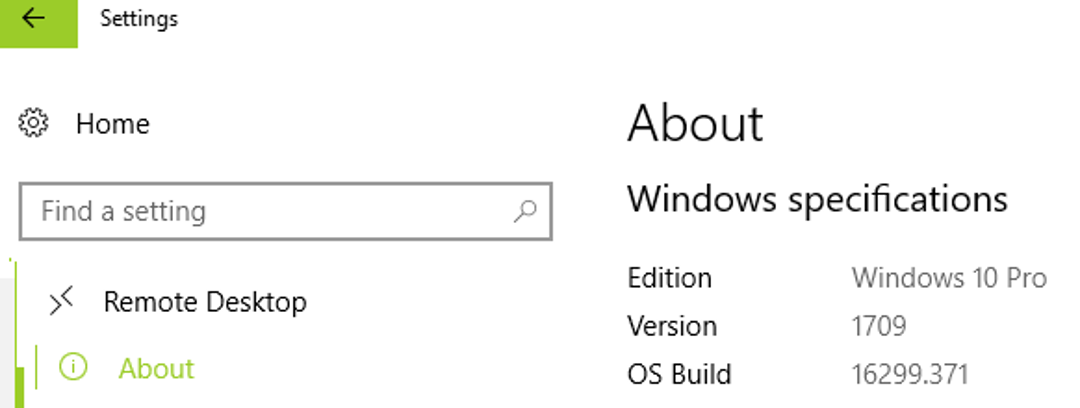 Settings
Home
Find a setting
Remote Desktop
About
About
Windows specifications
Edition Windows 10 Pro
Version 1709
OS Build 16299.371